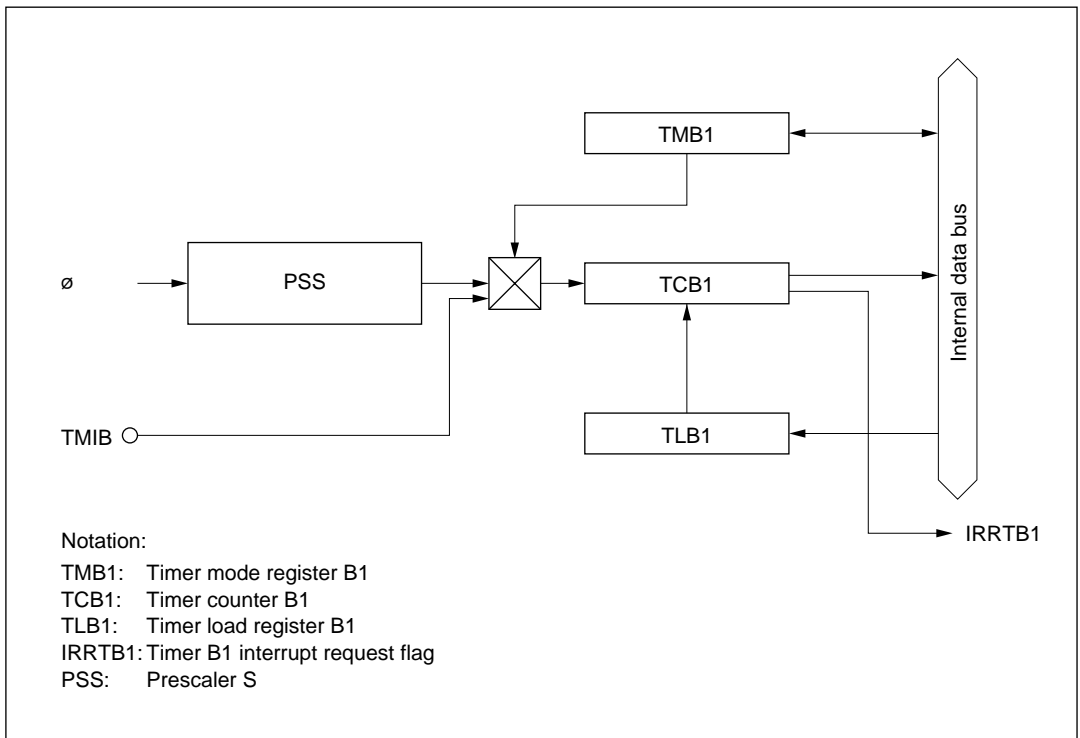 TMB1
ø
PSS
TCB1
Internal data bus
TMIB
TLB1
IRRTB1
Notation:
TMB1: Timer mode register B1
TCB1: Timer counter B1
TLB1: Timer load register B1
IRRTB1: Timer B1 interrupt request flag
PSS: Prescaler S